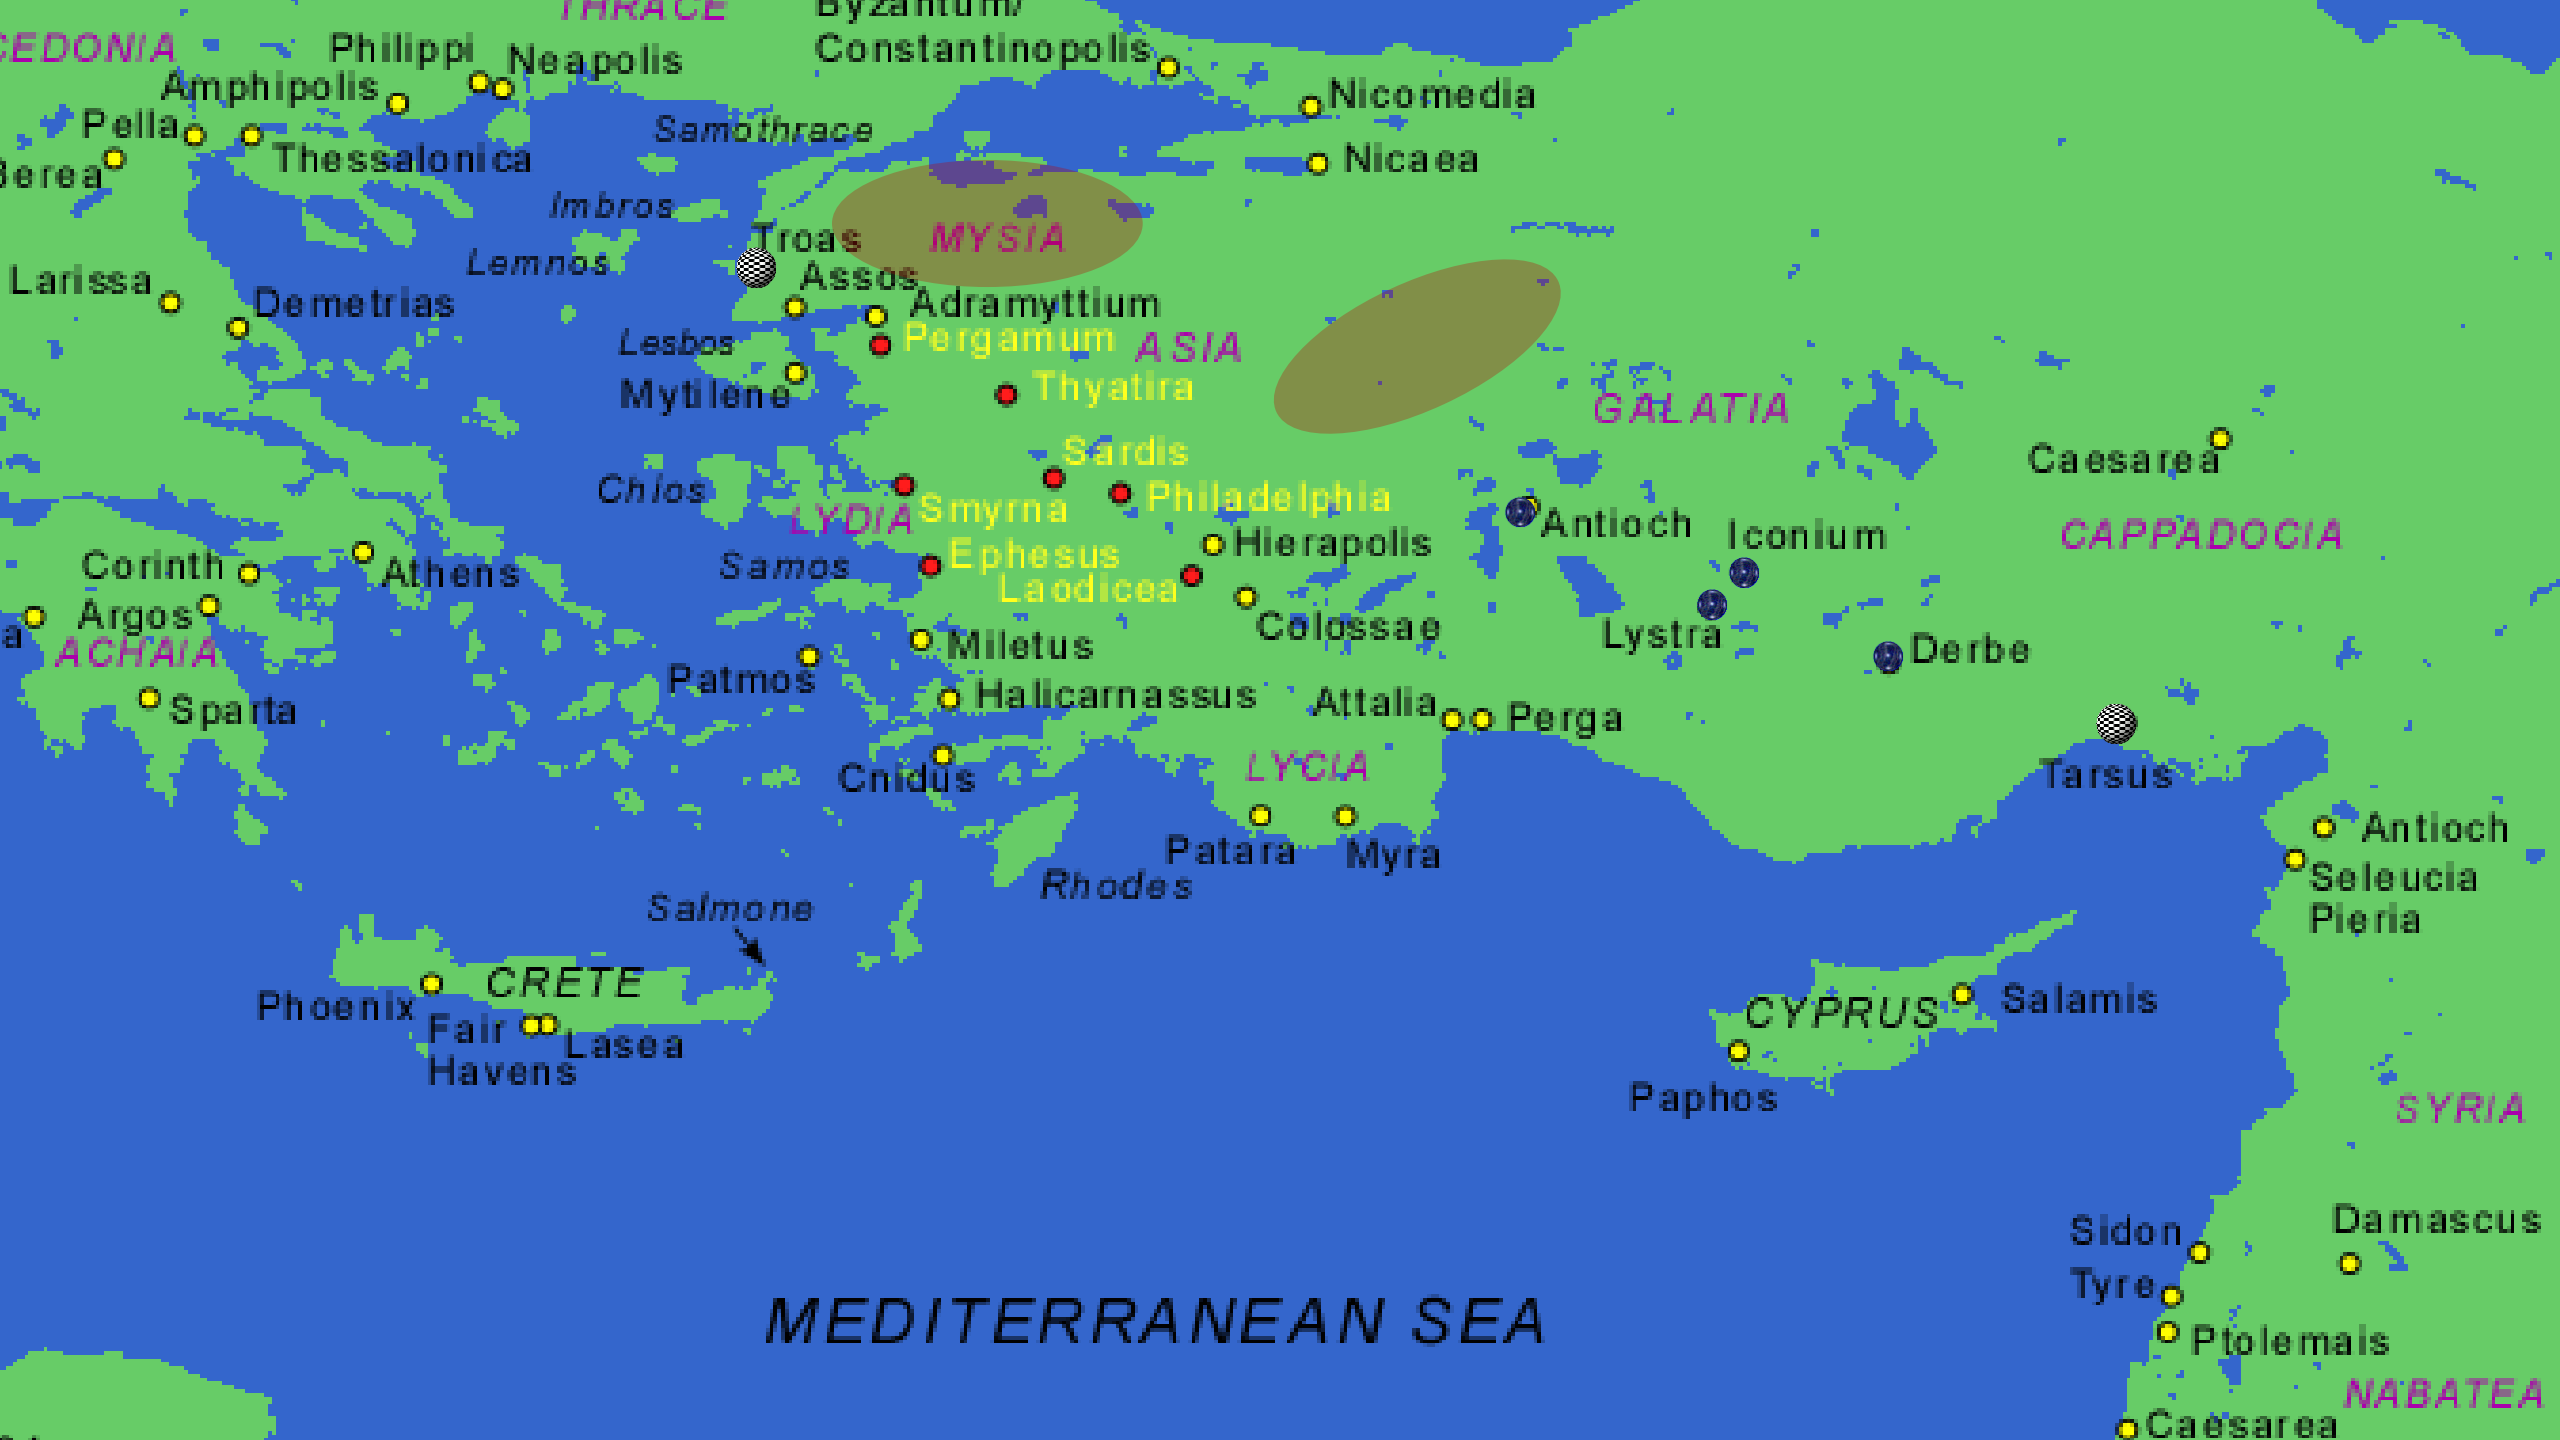 THRACE
Byzantum/
Constantinopolis
CEDONIA
Philippi
Neapolis
Amphipolis
Nicomedia
Pella
Samothrace
Thessalonica
Nicaea
Berea
Imbros
Troas
MYSIA
Lemnos
Assos
Larissa
Demetrias
Adramyttium
Lesbos
Pergamum
ASIA
Mytilene
Thyatira
GALATIA
Sardis
Caesarea
Chios
Philadelphia
LYDIA
Smyrna
Antioch
Iconium
CAPPADOCIA
Hierapolis
Corinth
Athens
Samos
Ephesus
Laodicea
Argos
a
Colossae
Lystra
ACHAIA
Miletus
Derbe
Patmos
Halicarnassus
Attalia
Perga
Sparta
LYCIA
Cnidus
Tarsus
Patara
Myra
Antioch
Rhodes
Seleucia
Pieria
Salmone
CRETE
Phoenix
Fair
Havens
Lasea
CYPRUS
Salamis
Paphos
SYRIA
Sidon
Damascus
Tyre
MEDITERRANEAN SEA
Ptolemais
NABATEA
Caesarea